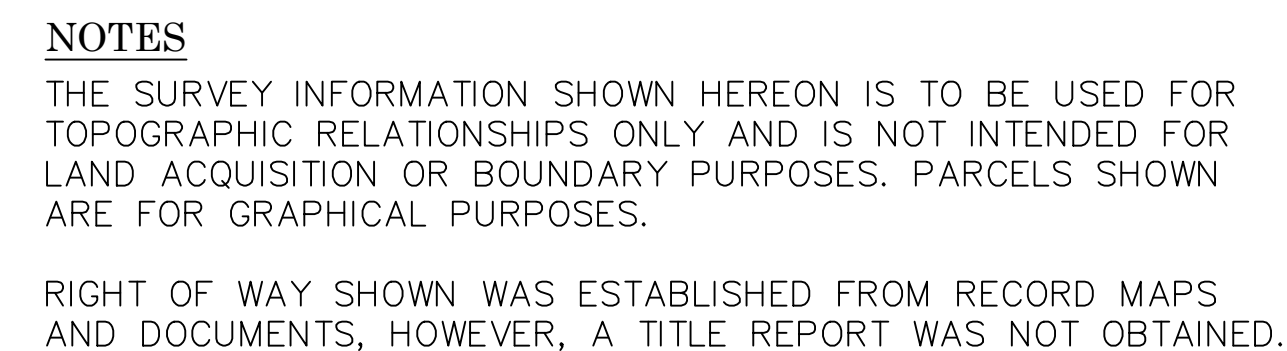 NOTES
THE SURVEY INFORMATION SHOWN HEREON IS TO BE USED FOR
TOPOGRAPHIC RELATIONSHIPS ONLY AND IS NOT INTENDED FOR
LAND ACQUISITION OR BOUNDARY PURPOSES. PARCELS SHOWN
ARE FOR GRAPHICAL PURPOSES.
RIGHT OF WAY SHOWN WAS ESTABLISHED FROM RECORD MAPS
AND DOCUMENTS, HOWEVER, A TITLE REPORT WAS NOT OBTAINED.